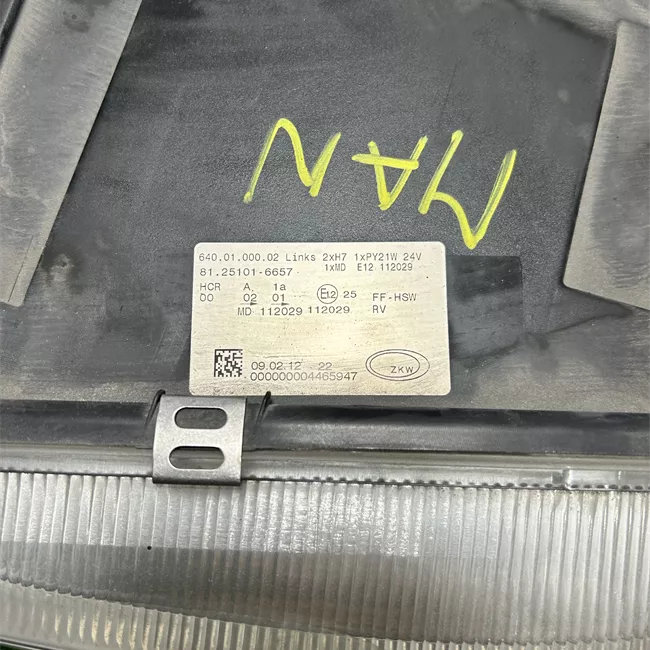 MAN
640.01.000.02 Links 2xH7 1xPY21W 24V
81.25101-6657 1xMD E12 112029
HCR A. 1a
DO 02 01 E12 25 FF-HSW
MD 112029 112029 RV
09.02.12 22
000000004465947
ZKW